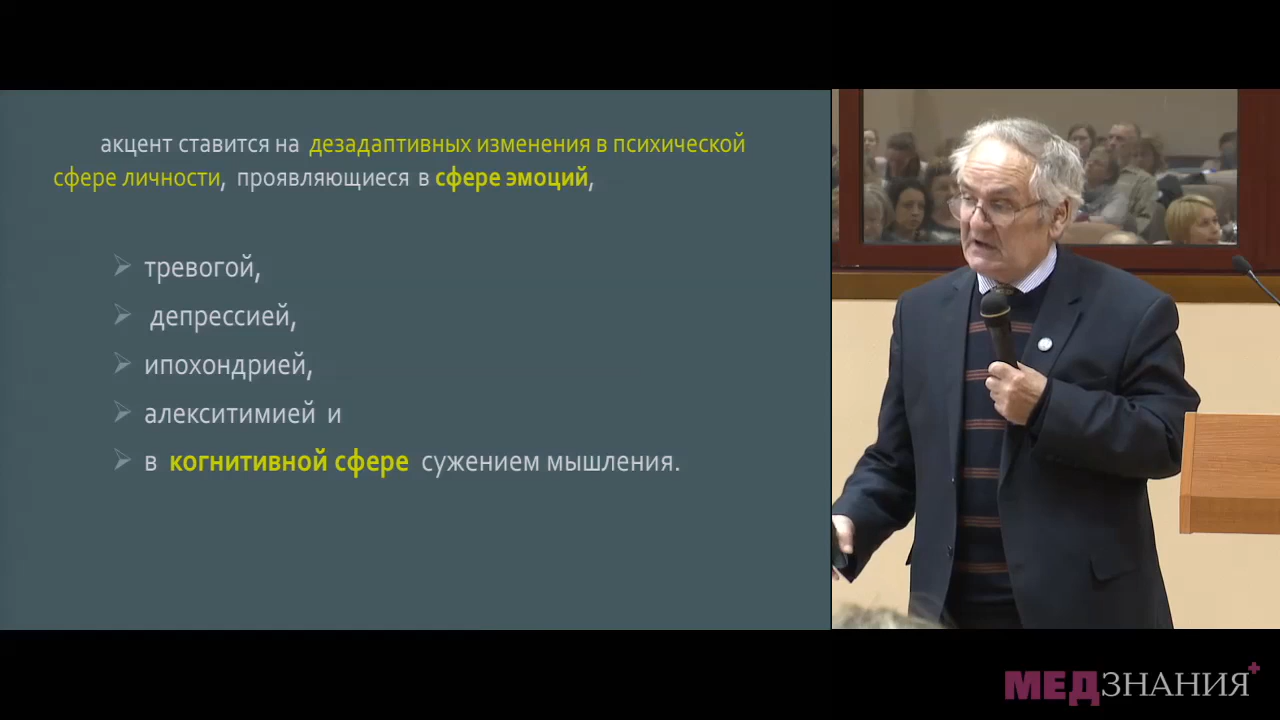 акцент ставится на дезадаптивных изменения в психической
сфере личности, проявляющиеся в сфере эмоций,
тревогой,
депрессией,
ипохондрией,
алекситимией и
в когнитивной сфере сужением мышления.
МЕДЗНАНИЯ+